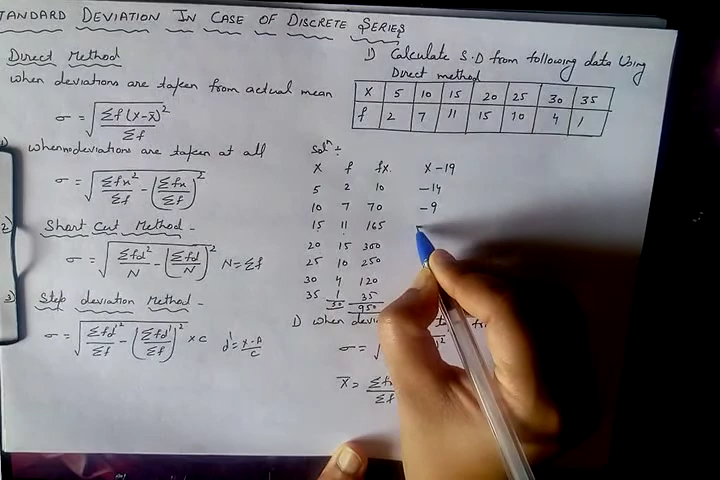 STANDARD DEVIATION IN CASE OF DISCRETE SERIES
Direct Method
when deviations are taken from actual mean
σ = √(Σf(x-x̄)² / Σf)
when no deviations are taken at all
σ = √(Σfx²/Σf - (Σfx/Σf)²)
2) Short Cut Method -
σ = √(Σfd²/N - (Σfd/N)²) N = Σf
3) Step deviation Method -
σ = √(Σfd'²/Σf - (Σfd'/Σf)²) × c d' = x-A/c
1) Calculate S.D from following data Using
Direct method
X 5 10 15 20 25 30 35
f 2 7 11 15 10 4 1
Solⁿ ÷
X f fx. X - 19
5 2 10 -14
10 7 70 -9
15 11 165
20 15 300
25 10 250
30 4 120
35 1 35
50 950
1) when
σ = √
X̄ =
Σf